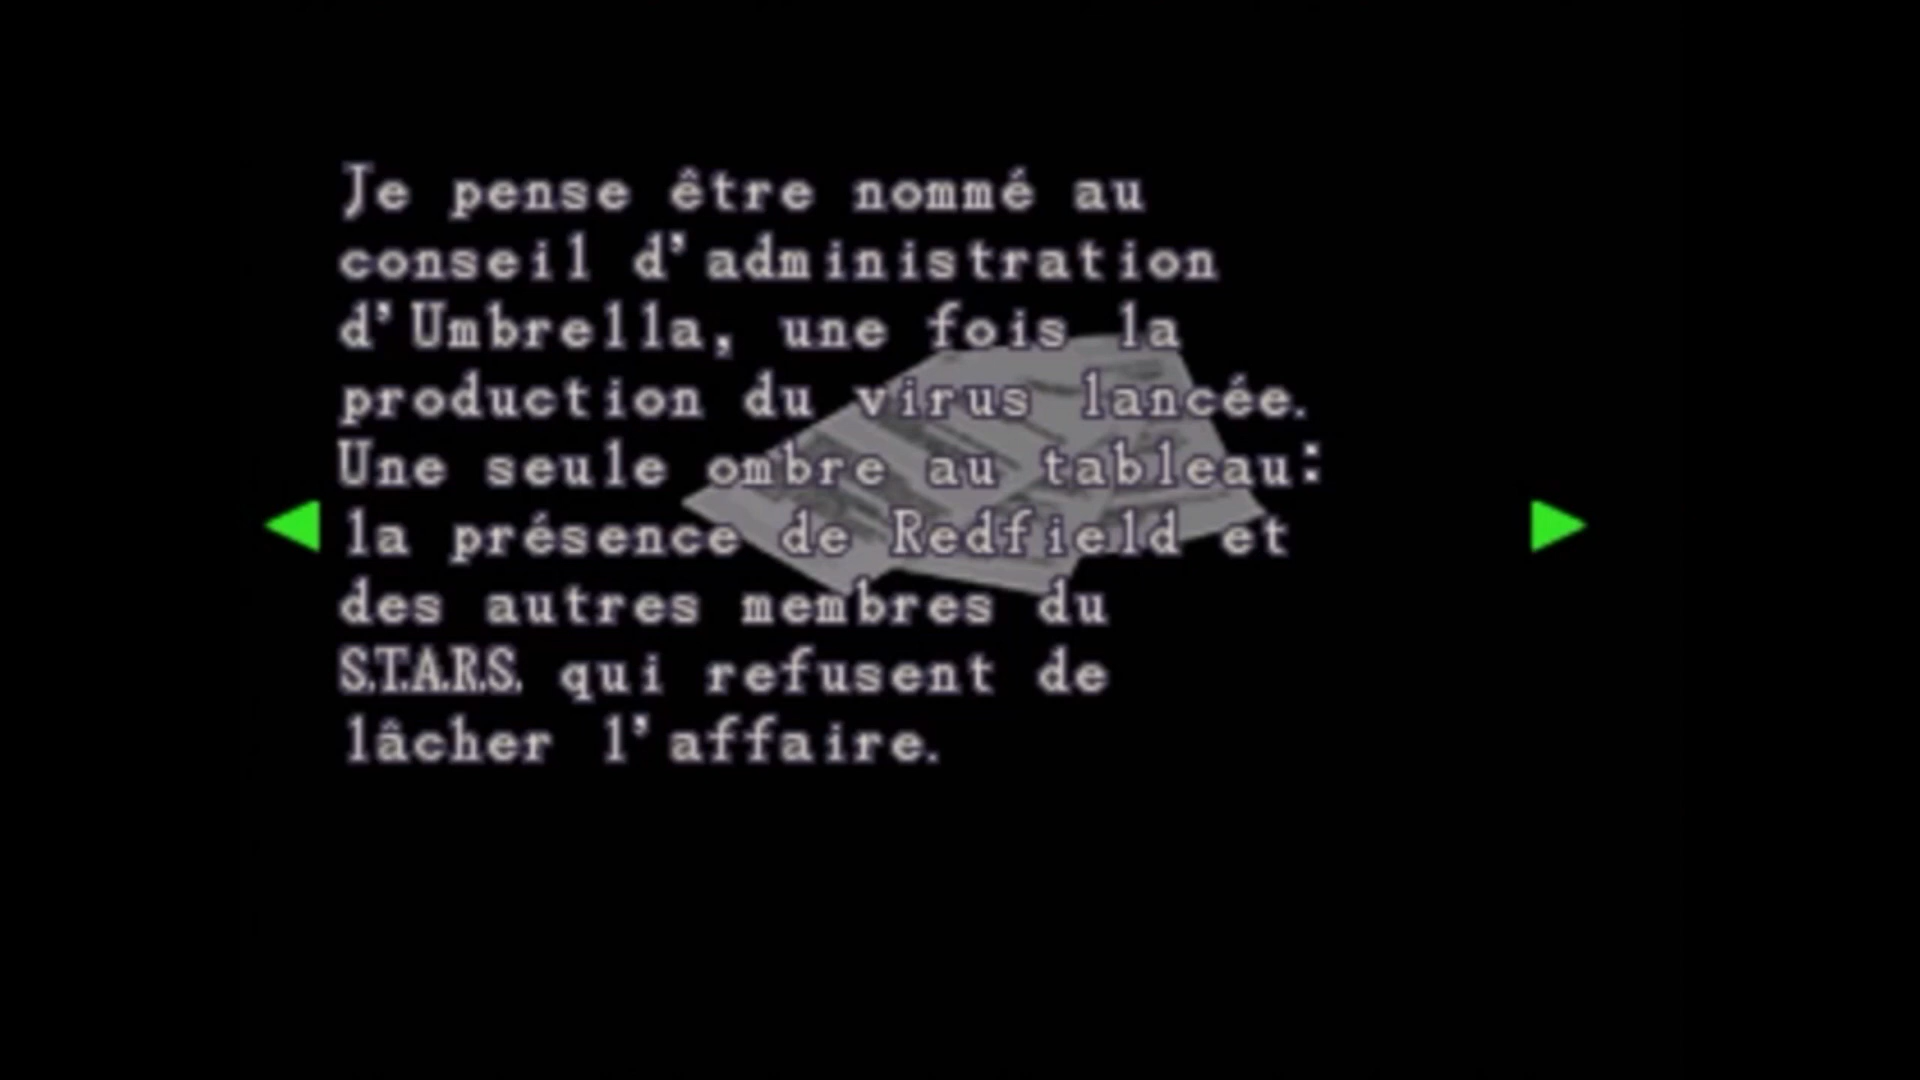 Je pense être nommé au
conseil d'administration
d'Umbrella, une fois la
production du virus lancée.
Une seule ombre au tableau:
la présence de Redfield et
des autres membres du
S.T.A.R.S. qui refusent de
lâcher l'affaire.